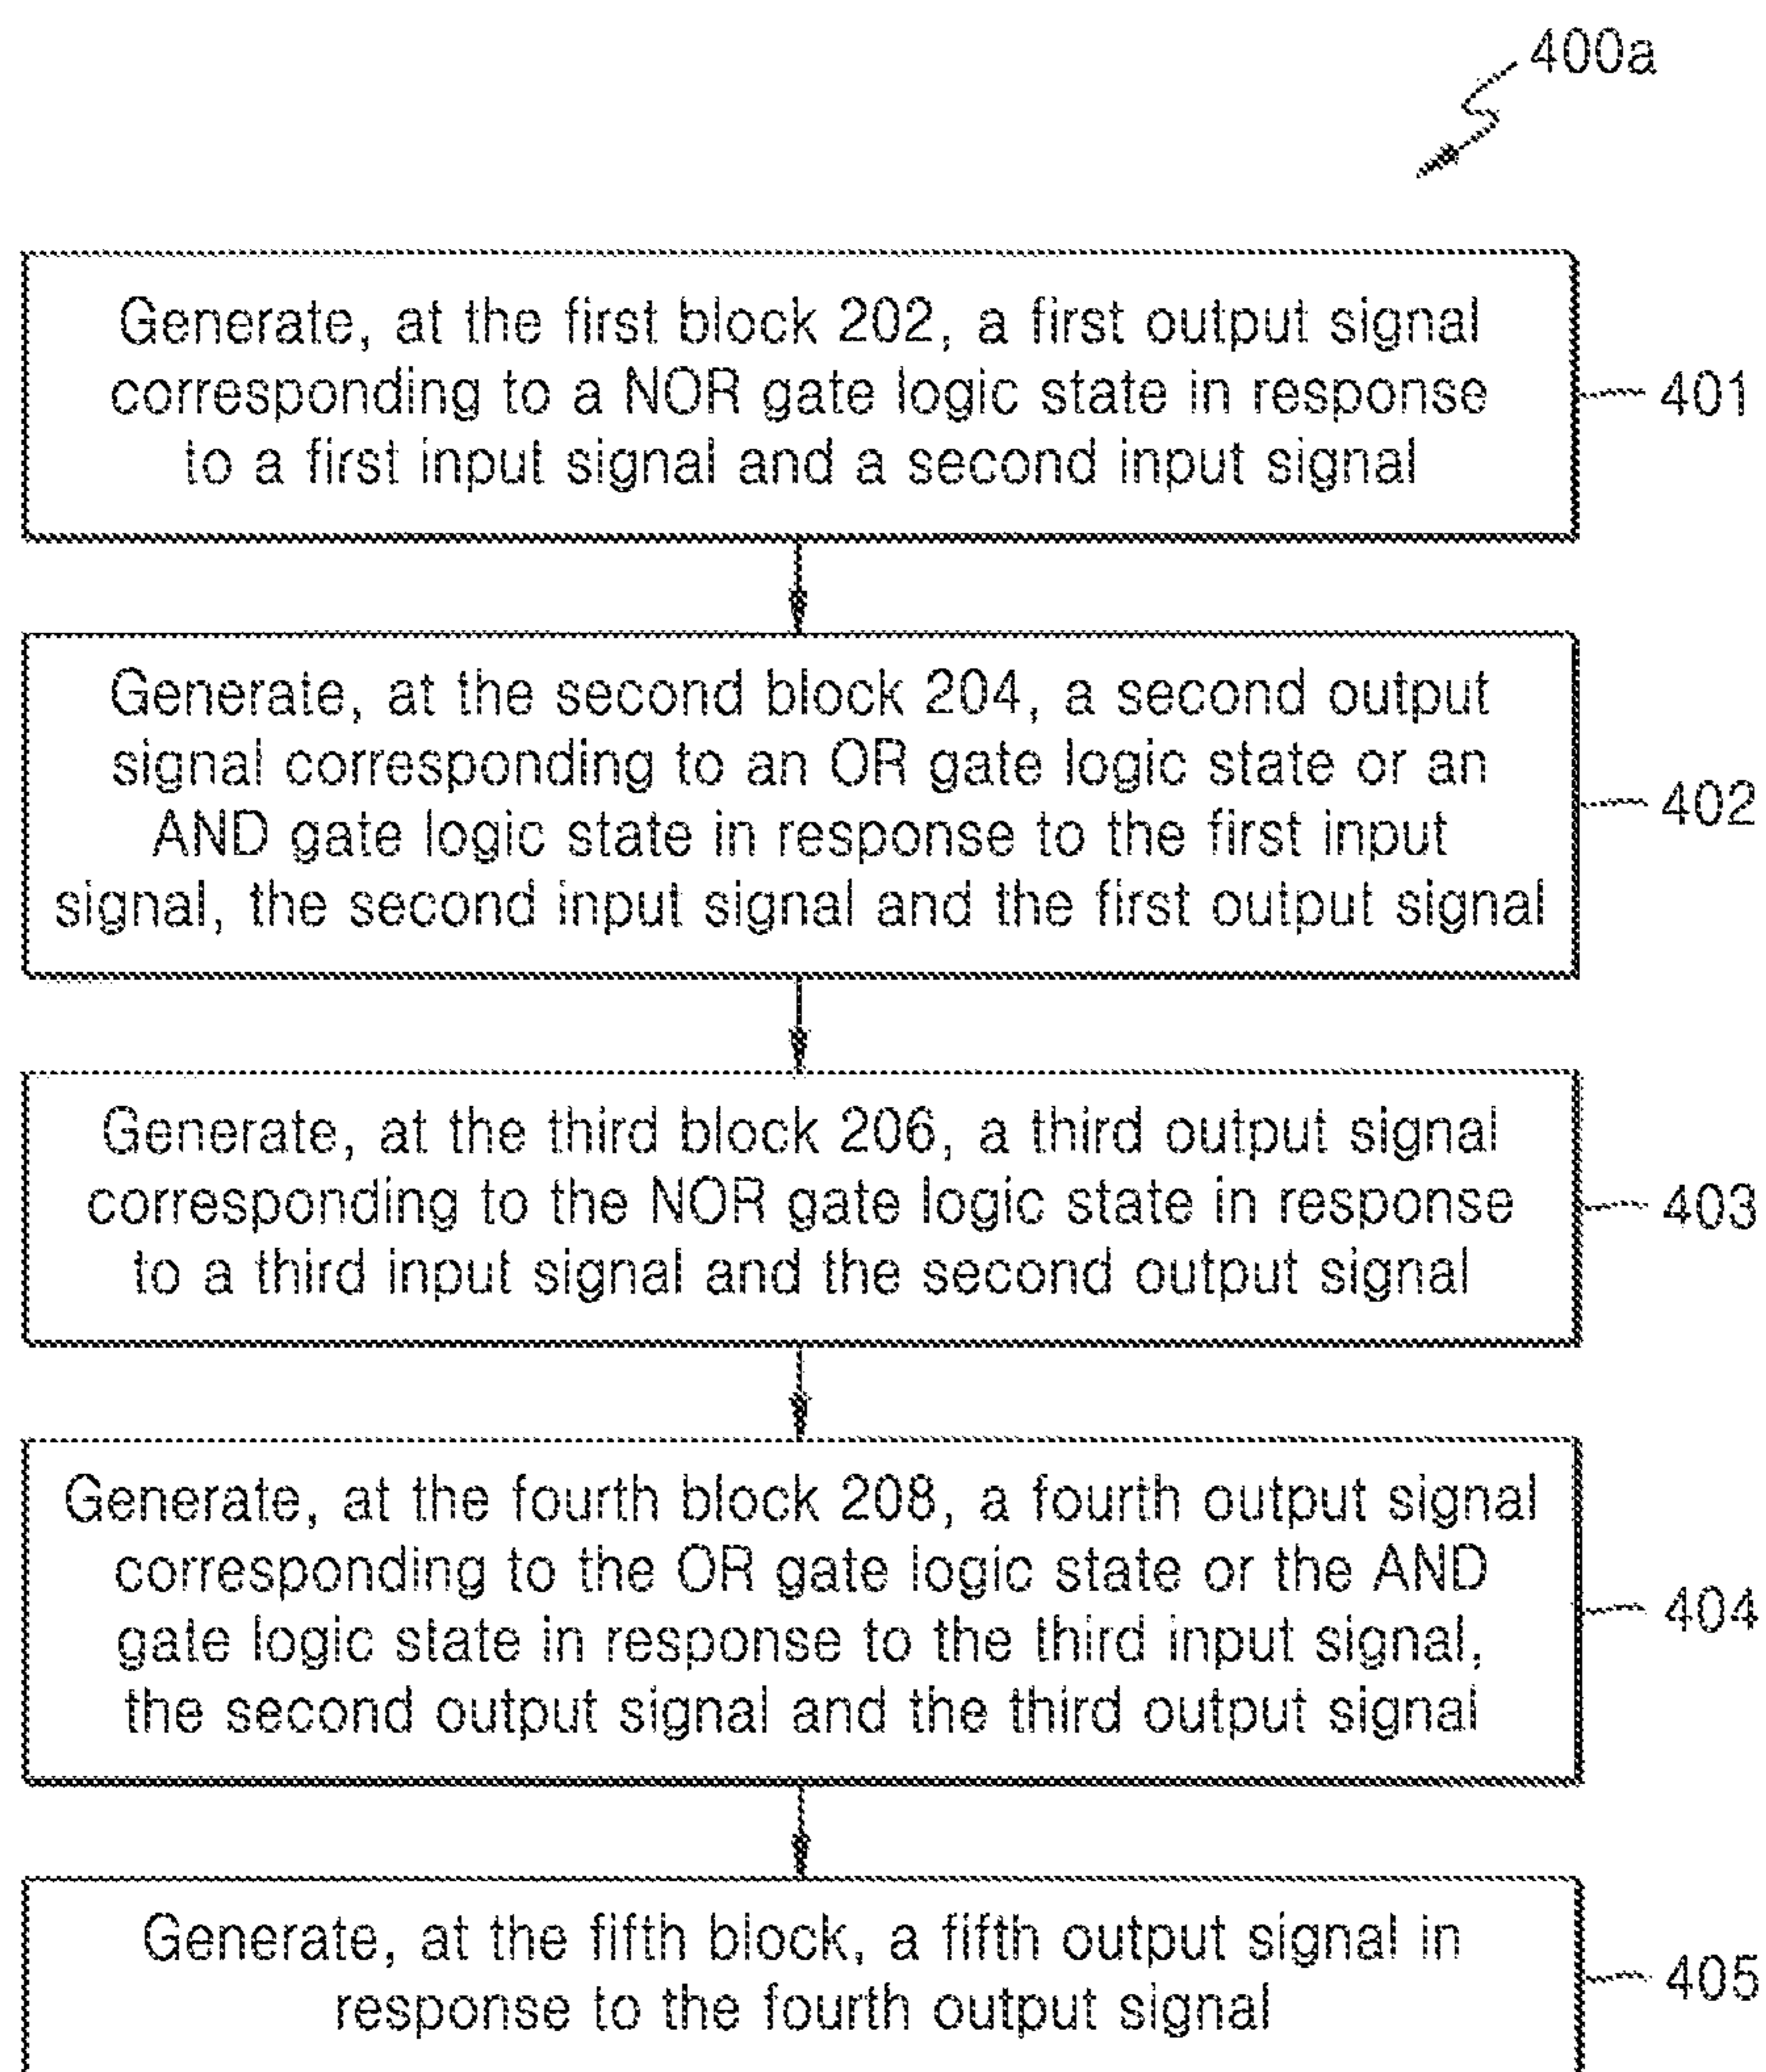 400a
Generate, at the first block 202, a first output signal
corresponding to a NOR gate logic state in response
to a first input signal and a second input signal
401
Generate, at the second block 204, a second output
signal corresponding to an OR gate logic state or an
AND gate logic state in response to the first input
signal, the second input signal and the first output signal
402
Generate, at the third block 206, a third output signal
corresponding to the NOR gate logic state in response
to a third input signal and the second output signal
403
Generate, at the fourth block 208, a fourth output signal
corresponding to the OR gate logic state or the AND
gate logic state in response to the third input signal,
the second output signal and the third output signal
404
Generate, at the fifth block, a fifth output signal in
response to the fourth output signal
405